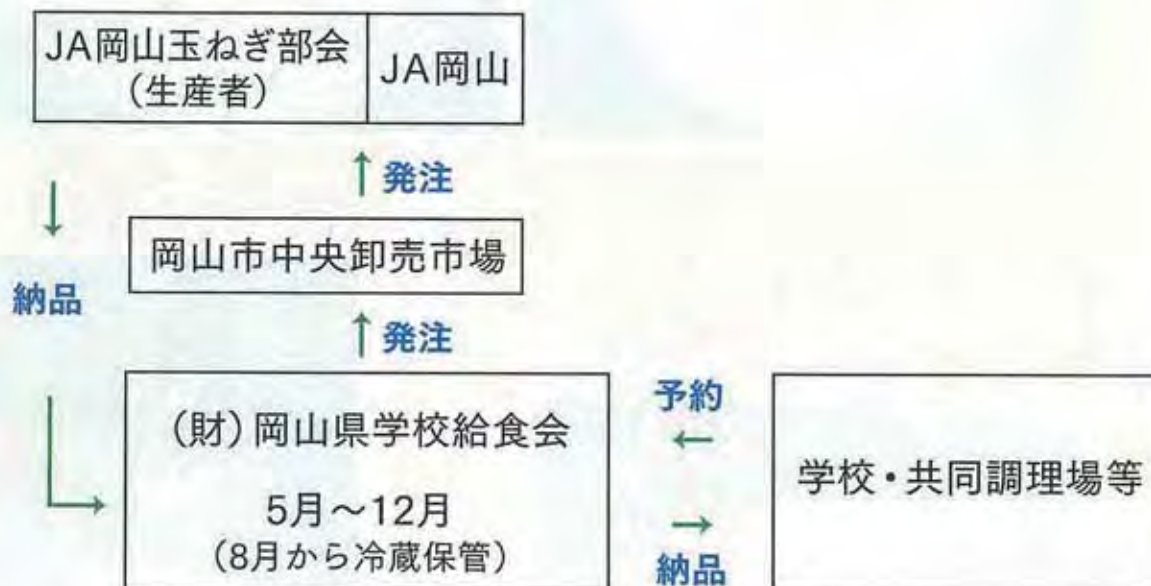 JA岡山玉ねぎ部会
(生産者)
JA岡山
↑発注
↓
納品
岡山市中央卸売市場
↑発注
(財)岡山県学校給食会
5月〜12月
(8月から冷蔵保管)
予約
←
→
納品
学校・共同調理場等